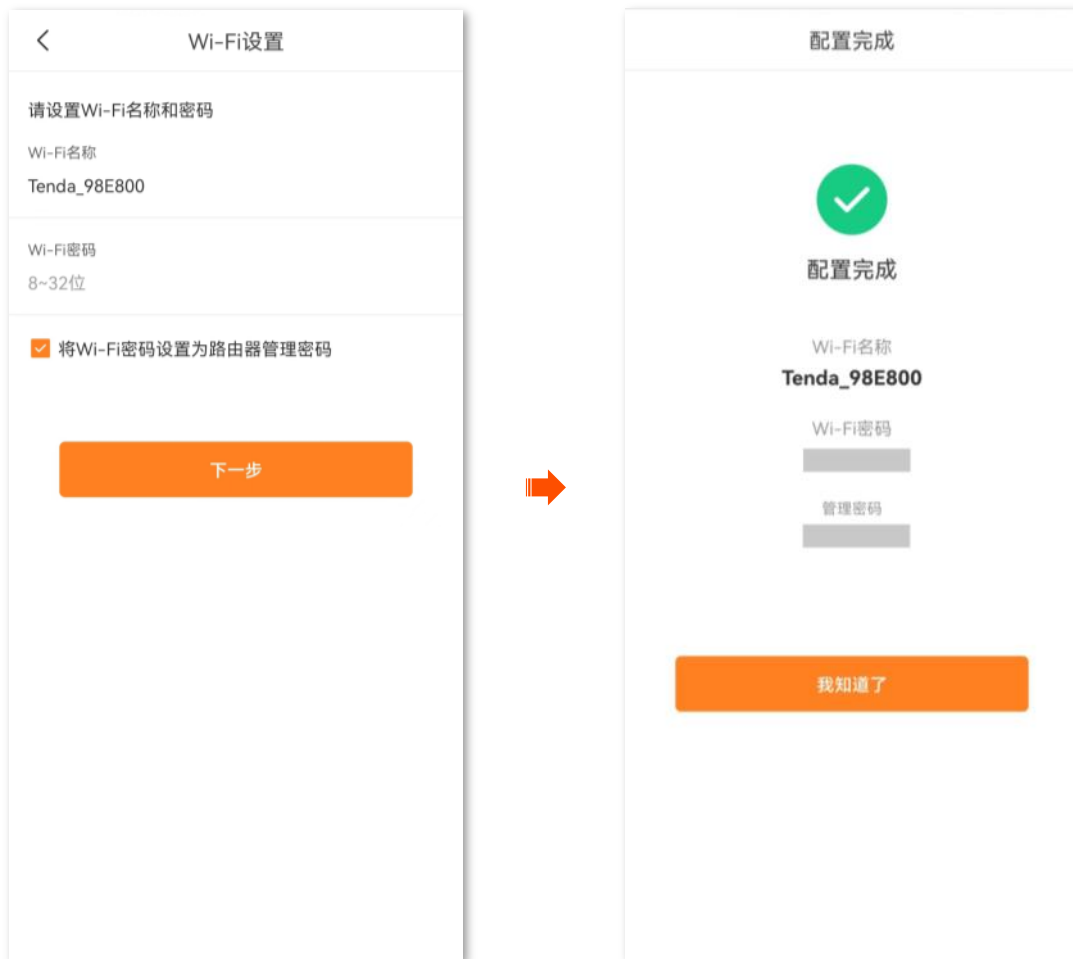 Wi-Fi设置
请设置Wi-Fi名称和密码
Wi-Fi名称
Tenda_98E800
Wi-Fi密码
8~32位
将Wi-Fi密码设置为路由器管理密码
下一步
配置完成
配置完成
Wi-Fi名称
Tenda_98E800
Wi-Fi密码
管理密码
我知道了